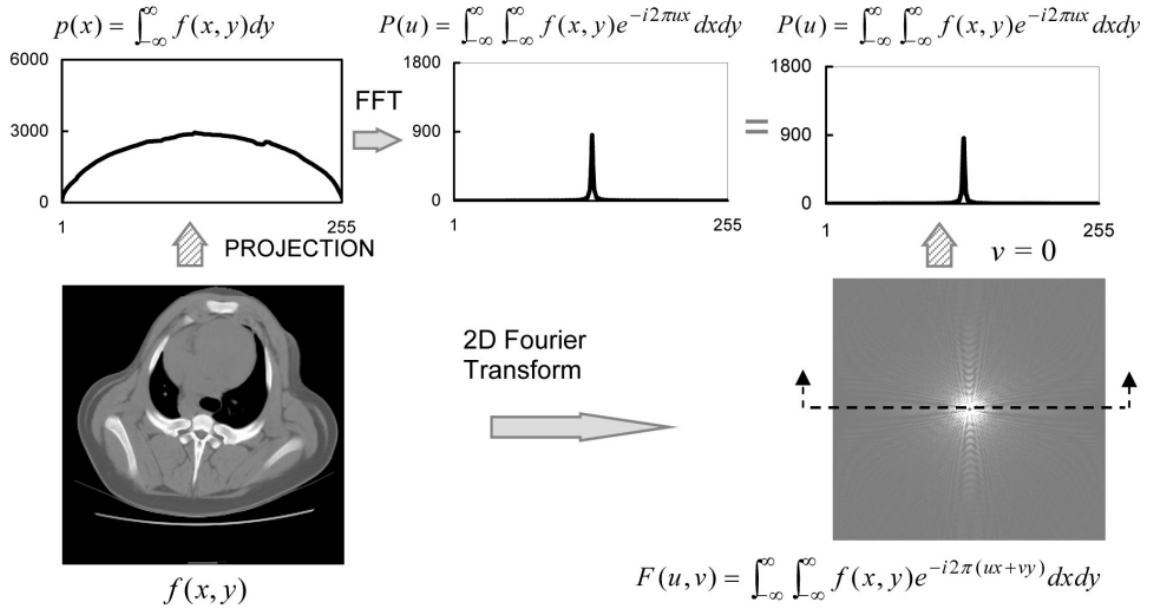 p(x) = ∫_{-∞}^{∞} f(x, y)dy
P(u) = ∫_{-∞}^{∞} ∫_{-∞}^{∞} f(x, y)e^{-i2πux} dxdy
P(u) = ∫_{-∞}^{∞} ∫_{-∞}^{∞} f(x, y)e^{-i2πux} dxdy
6000
3000
0
1
255
FFT
1800
900
0
1
255
=
1800
900
0
1
255
PROJECTION
v = 0
2D Fourier
Transform
f(x, y)
F(u, v) = ∫_{-∞}^{∞} ∫_{-∞}^{∞} f(x, y)e^{-i2π(ux+vy)} dxdy